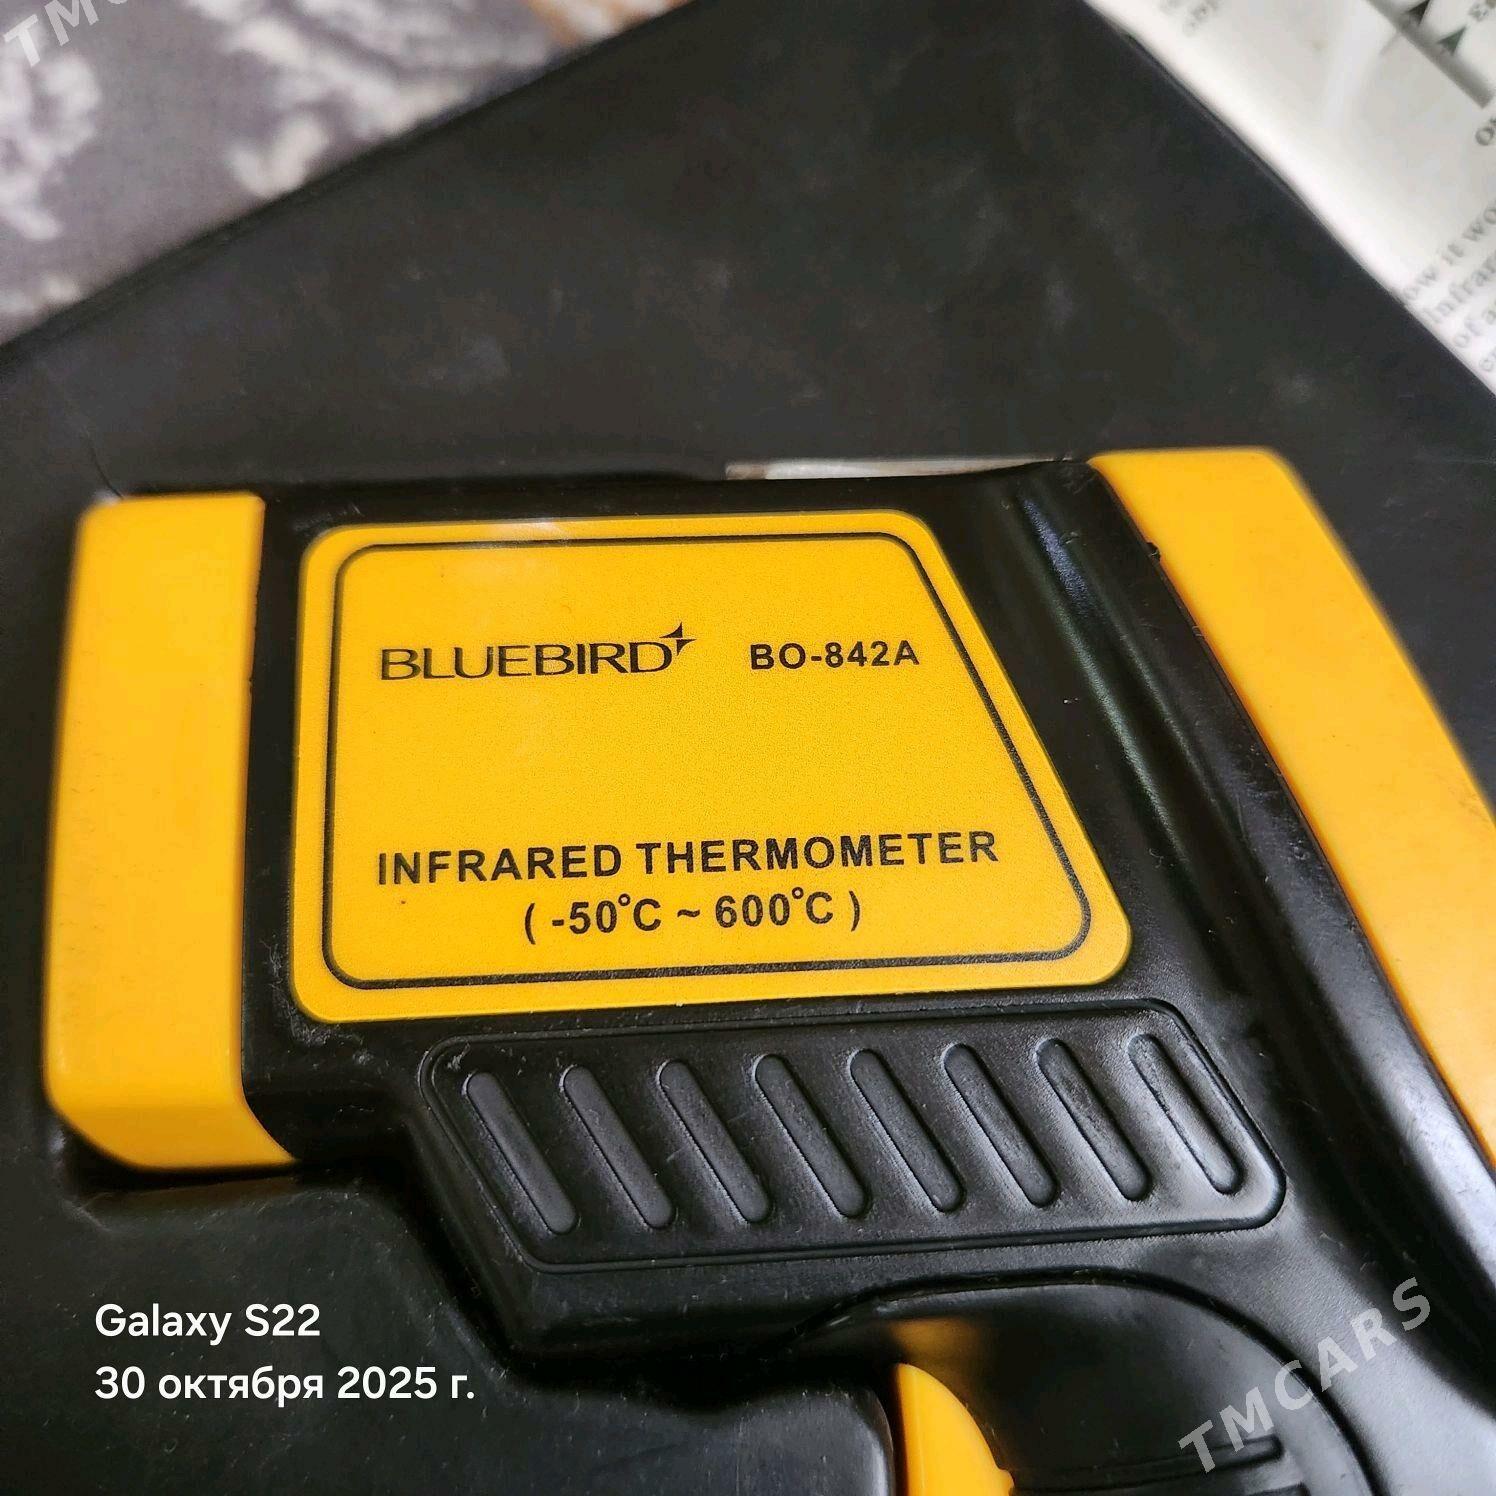 BLUEBIRD BO-842A
INFRARED THERMOMETER
( -50°C ~ 600°C )
Galaxy S22
30 октября 2025 г.
TMCARS